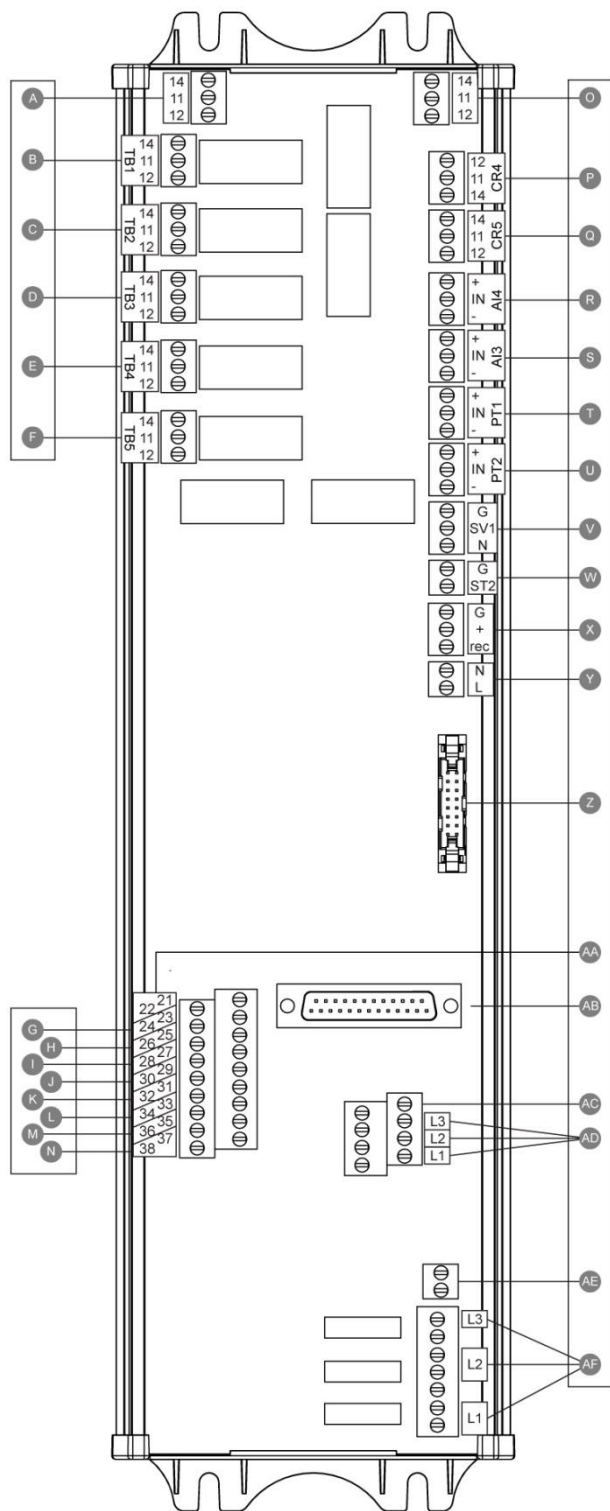 A
14
11
12
B
TB1
14
11
12
C
TB2
14
11
12
D
TB3
14
11
12
E
TB4
14
11
12
F
TB5
14
11
12
14
11
12
O
12
11
14
CR4
P
14
11
12
CR5
Q
+
IN
-
AI4
R
+
IN
-
AI3
S
+
IN
-
PT1
T
+
IN
-
PT2
U
G
SV1
N
V
G
ST2
W
G
+
rec
X
N
L
Y
Z
AA
AB
21
22
23
24
25
26
27
28
29
30
31
32
33
34
35
36
37
38
G
H
I
J
K
L
M
N
AC
L3
L2
L1
AD
AE
L3
L2
L1
AF